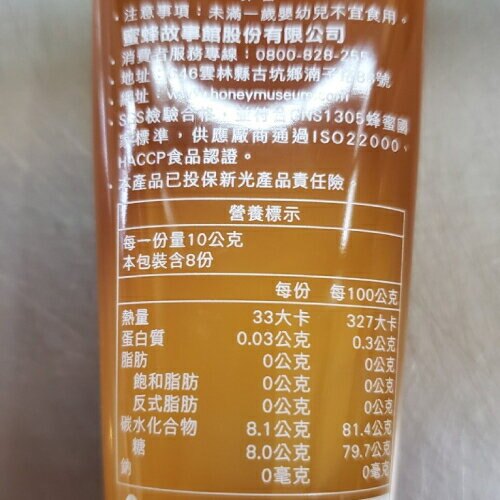 ・注意事項：未滿一歲嬰幼兒不宜食用。
蜜蜂故事館股份有限公司
・消費者服務專線：0800-828-255
・地址：646雲林縣古坑鄉湳子路88號
・網址：www.honeymuseum.com
・SGS檢驗合格，並符合CNS1305蜂蜜國
家標準，供應廠商通過ISO22000、
HACCP食品認證。
・本產品已投保新光產品責任險。
營養標示
每一份量10公克
本包裝含8份
每份 每100公克
熱量 33大卡 327大卡
蛋白質 0.03公克 0.3公克
脂肪 0公克 0公克
飽和脂肪 0公克 0公克
反式脂肪 0公克 0公克
碳水化合物 8.1公克 81.4公克
糖 8.0公克 79.7公克
鈉 0毫克 0毫克